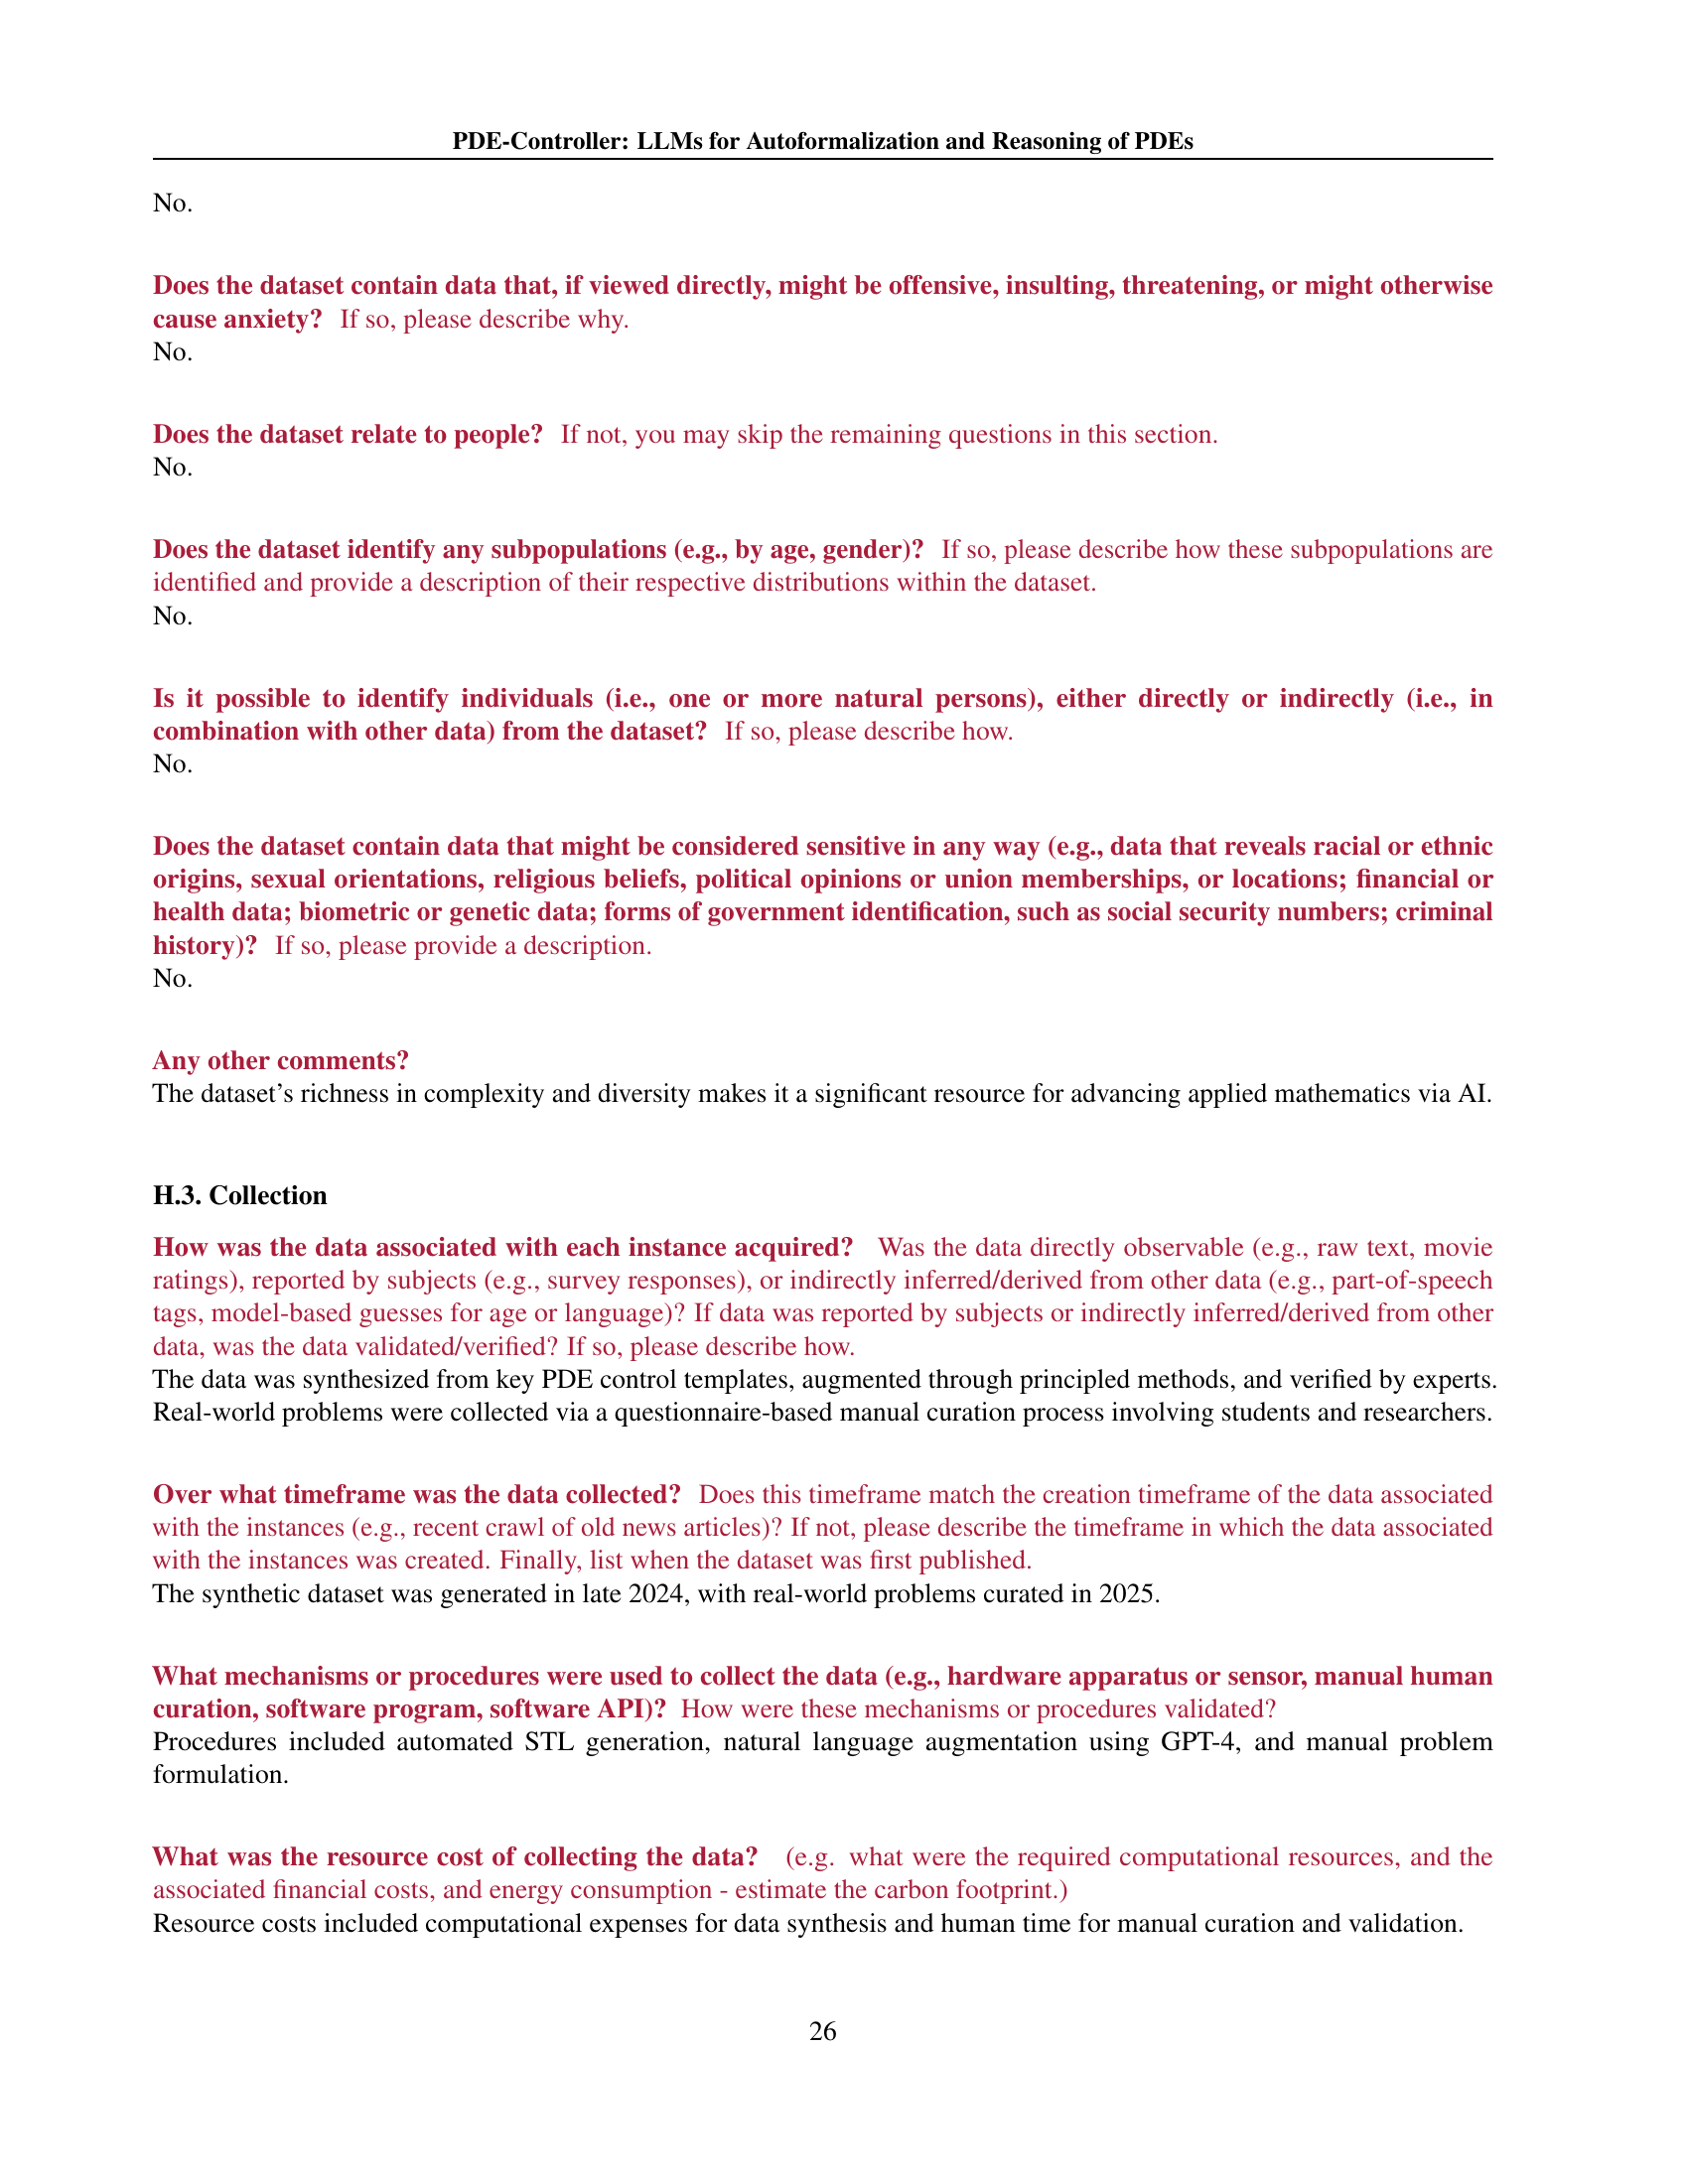 PDE-Controller: LLMs for Autoformalization and Reasoning of PDEs
No.
Does the dataset contain data that, if viewed directly, might be offensive, insulting, threatening, or might otherwise
cause anxiety? If so, please describe why.
No.
Does the dataset relate to people? If not, you may skip the remaining questions in this section.
No.
Does the dataset identify any subpopulations (e.g., by age, gender)? If so, please describe how these subpopulations are
identified and provide a description of their respective distributions within the dataset.
No.
Is it possible to identify individuals (i.e., one or more natural persons), either directly or indirectly (i.e., in
combination with other data) from the dataset? If so, please describe how.
No.
Does the dataset contain data that might be considered sensitive in any way (e.g., data that reveals racial or ethnic
origins, sexual orientations, religious beliefs, political opinions or union memberships, or locations; financial or
health data; biometric or genetic data; forms of government identification, such as social security numbers; criminal
history)? If so, please provide a description.
No.
Any other comments?
The dataset's richness in complexity and diversity makes it a significant resource for advancing applied mathematics via AI.
H.3. Collection
How was the data associated with each instance acquired? Was the data directly observable (e.g., raw text, movie
ratings), reported by subjects (e.g., survey responses), or indirectly inferred/derived from other data (e.g., part-of-speech
tags, model-based guesses for age or language)? If data was reported by subjects or indirectly inferred/derived from other
data, was the data validated/verified? If so, please describe how.
The data was synthesized from key PDE control templates, augmented through principled methods, and verified by experts.
Real-world problems were collected via a questionnaire-based manual curation process involving students and researchers.
Over what timeframe was the data collected? Does this timeframe match the creation timeframe of the data associated
with the instances (e.g., recent crawl of old news articles)? If not, please describe the timeframe in which the data associated
with the instances was created. Finally, list when the dataset was first published.
The synthetic dataset was generated in late 2024, with real-world problems curated in 2025.
What mechanisms or procedures were used to collect the data (e.g., hardware apparatus or sensor, manual human
curation, software program, software API)? How were these mechanisms or procedures validated?
Procedures included automated STL generation, natural language augmentation using GPT-4, and manual problem
formulation.
What was the resource cost of collecting the data? (e.g. what were the required computational resources, and the
associated financial costs, and energy consumption - estimate the carbon footprint.)
Resource costs included computational expenses for data synthesis and human time for manual curation and validation.
26